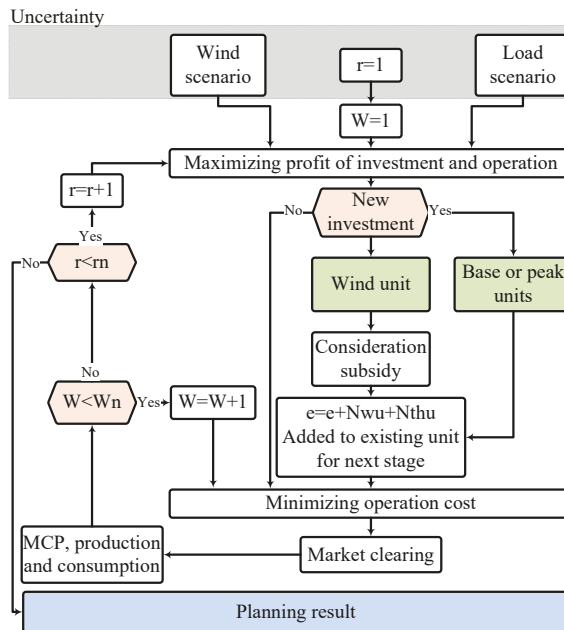 Uncertainty
Wind
scenario
r=1
Load
scenario
W=1
Maximizing profit of investment and operation
r=r+1
No
New
investment
Yes
Yes
No
r<rn
Wind unit
Base or peak
units
Consideration
subsidy
No
W<Wn
Yes
W=W+1
e=e+Nwu+Nthu
Added to existing unit
for next stage
Minimizing operation cost
MCP, production
and consumption
Market clearing
Planning result